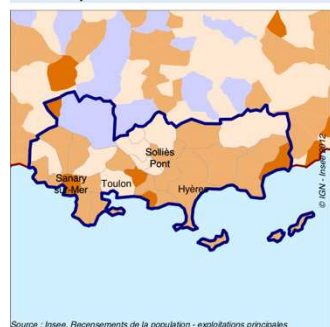 Solliès
Pont
Sanary
sur-Mer
Toulon
Hyères
© IGN - Insee 2012
Source : Insee, Recensements de la population - exploitations principales